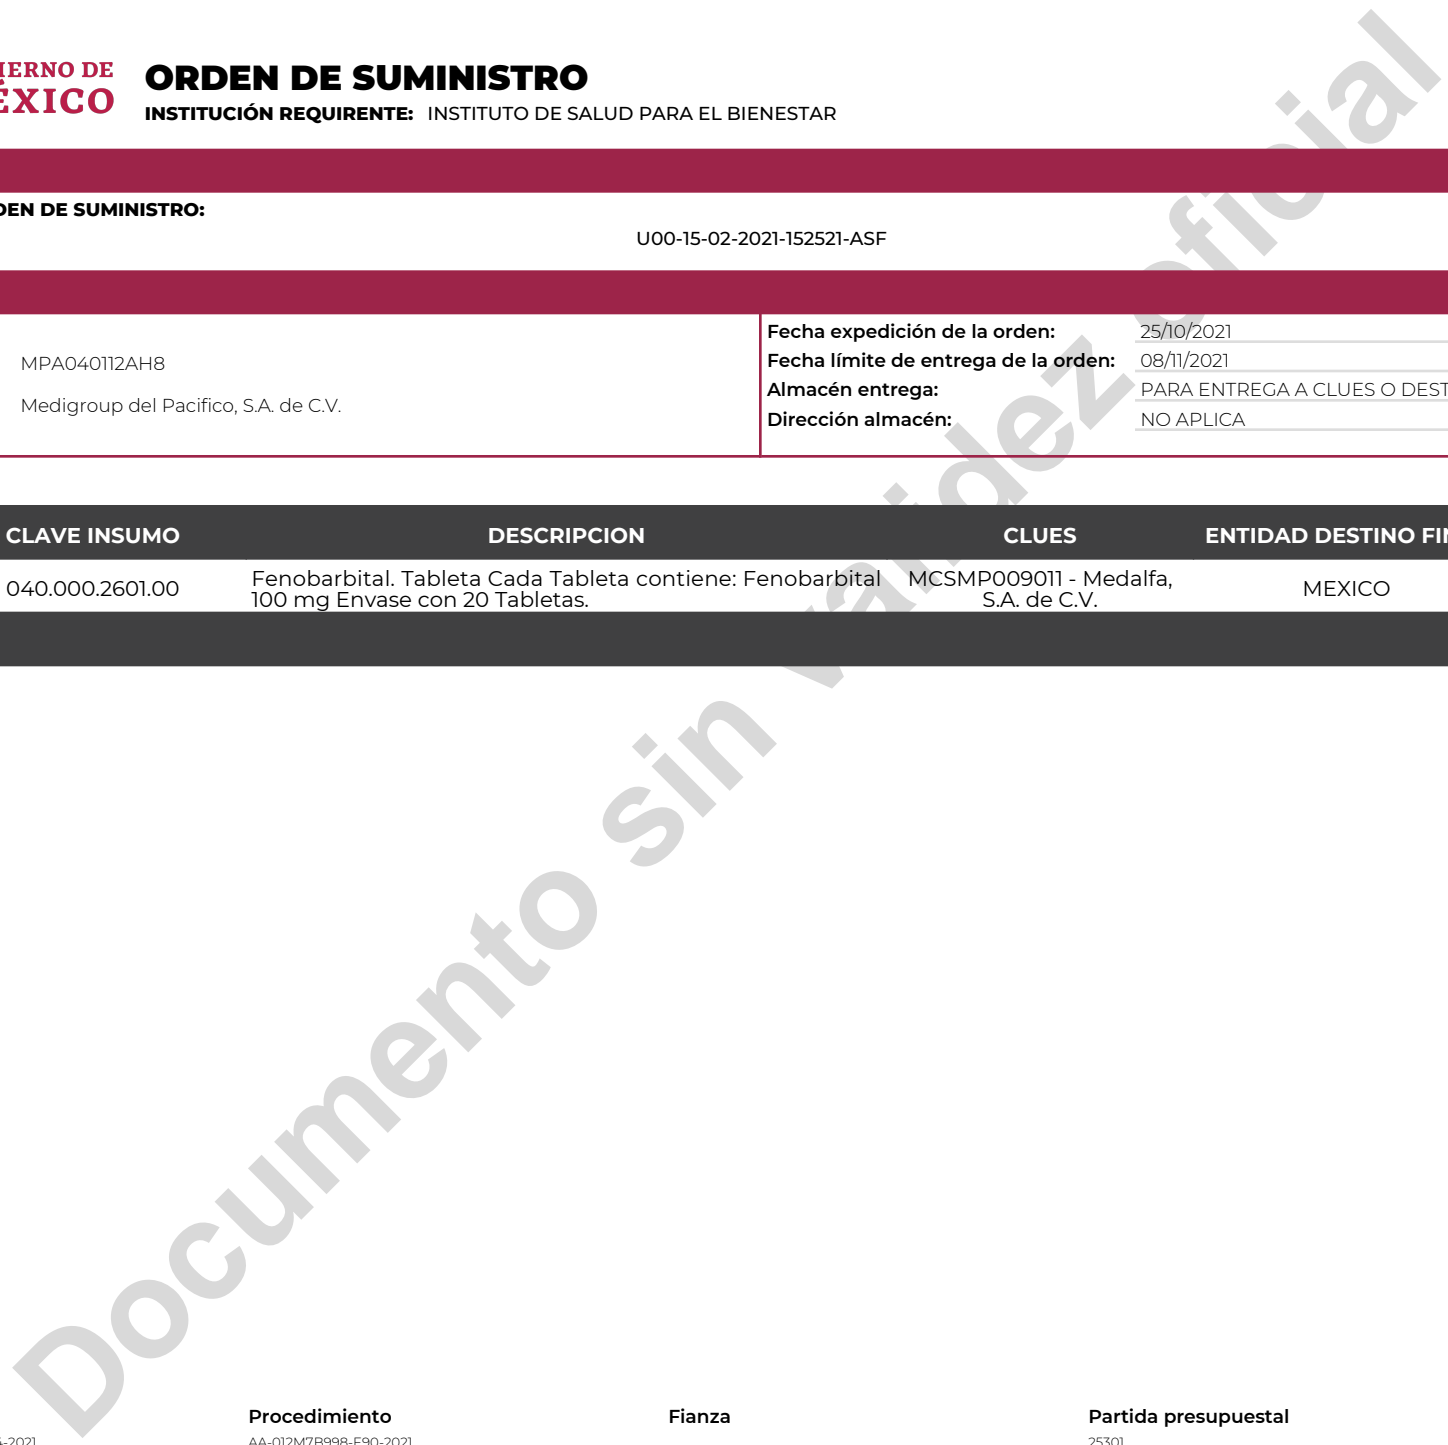 IERNO DE
ÉXICO
ORDEN DE SUMINISTRO
INSTITUCIÓN REQUIRENTE: INSTITUTO DE SALUD PARA EL BIENESTAR
DEN DE SUMINISTRO:
U00-15-02-2021-152521-ASF
MPA040112AH8
Medigroup del Pacifico, S.A. de C.V.
Fecha expedición de la orden: 25/10/2021
Fecha límite de entrega de la orden: 08/11/2021
Almacén entrega: PARA ENTREGA A CLUES O DEST
Dirección almacén: NO APLICA
CLAVE INSUMO DESCRIPCION CLUES ENTIDAD DESTINO FIN
040.000.2601.00
Fenobarbital. Tableta Cada Tableta contiene: Fenobarbital
100 mg Envase con 20 Tabletas.
MCSMP009011 - Medalfa,
S.A. de C.V.
MEXICO
Documento sin validez oficial
Procedimiento Fianza Partida presupuestal
-2021 AA-012M7B998-E90-2021 25301